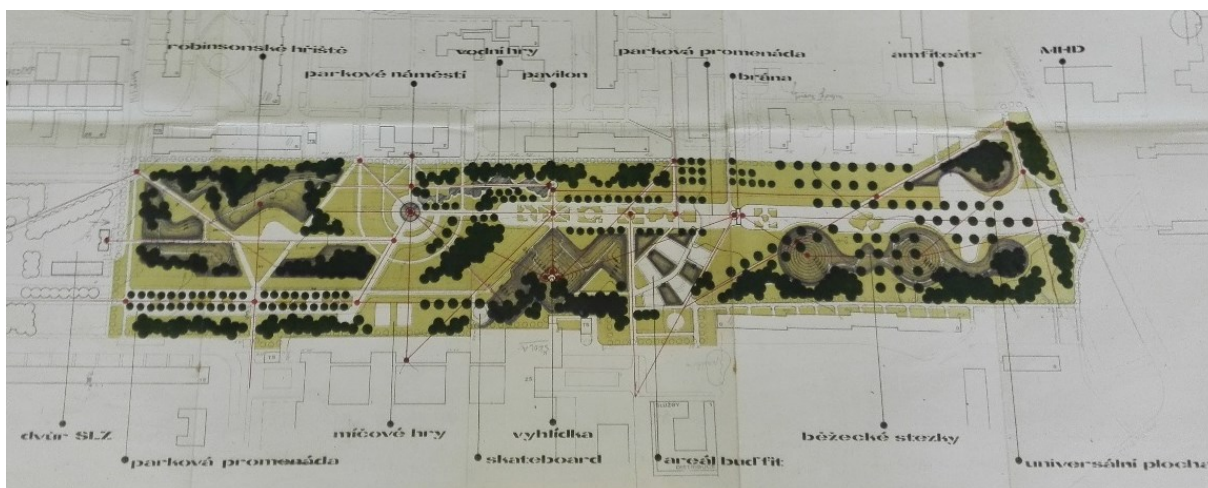 robinsonské hřiště
vodní hry
parková promenáda
amfiteátr
MHD
parkové náměstí
pavilon
brána
dvůr SLZ
míčové hry
vyhlídka
běžecké stezky
parková promenáda
skateboard
areál buď fit
universální plocha